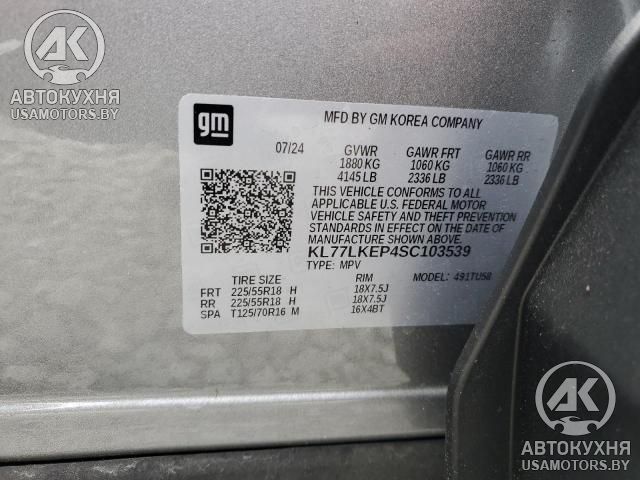 AK
АВТОКУХНЯ
USAMOTORS.BY
gm
MFD BY GM KOREA COMPANY
07/24 GVWR GAWR FRT GAWR RR
1880 KG 1060 KG 1060 KG
4145 LB 2336 LB 2336 LB
THIS VEHICLE CONFORMS TO ALL
APPLICABLE U.S. FEDERAL MOTOR
VEHICLE SAFETY AND THEFT PREVENTION
STANDARDS IN EFFECT ON THE DATE OF
MANUFACTURE SHOWN ABOVE.
KL77LKEP4SC103539
TYPE: MPV MODEL: 491TU58
TIRE SIZE RIM
FRT 225/55R18 H 18X7.5J
RR 225/55R18 H 18X7.5J
SPA T125/70R16 M 16X4BT
AK
АВТОКУХНЯ
USAMOTORS.BY